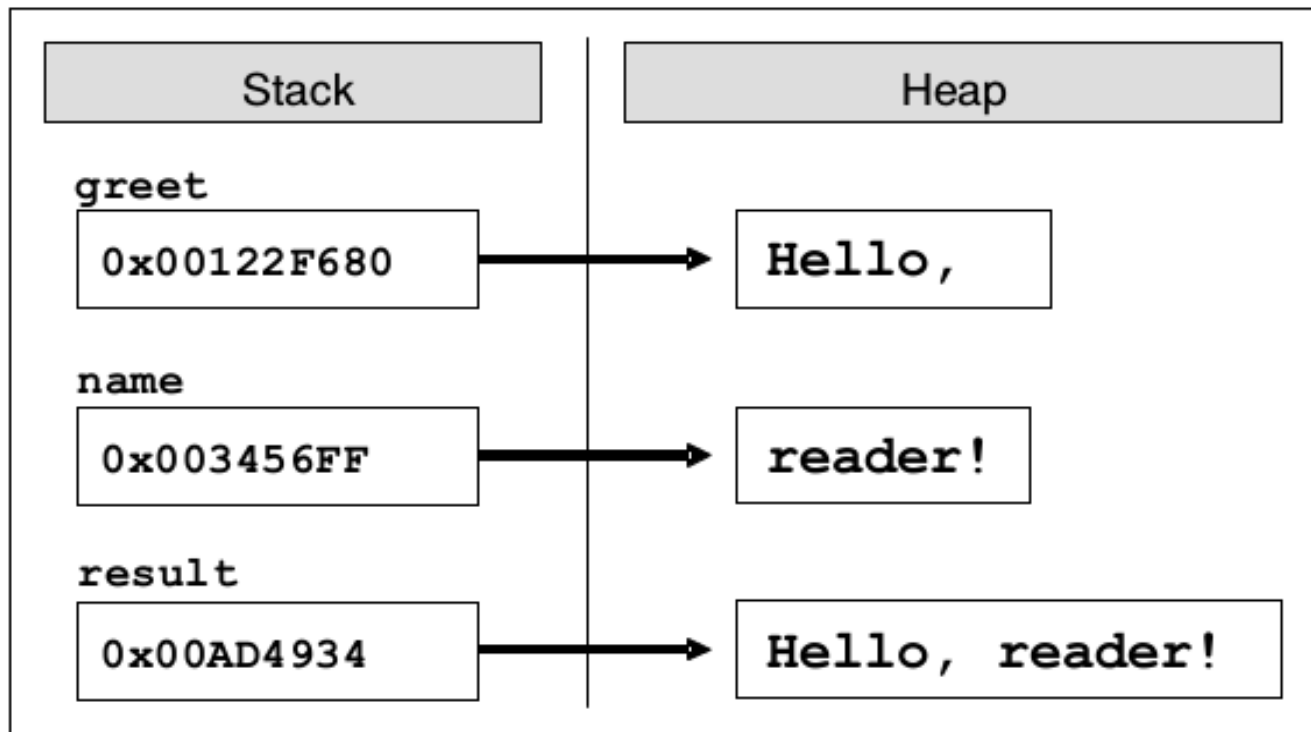 Stack
Heap
greet
0x00122F680
Hello,
name
0x003456FF
reader!
result
0x00AD4934
Hello, reader!